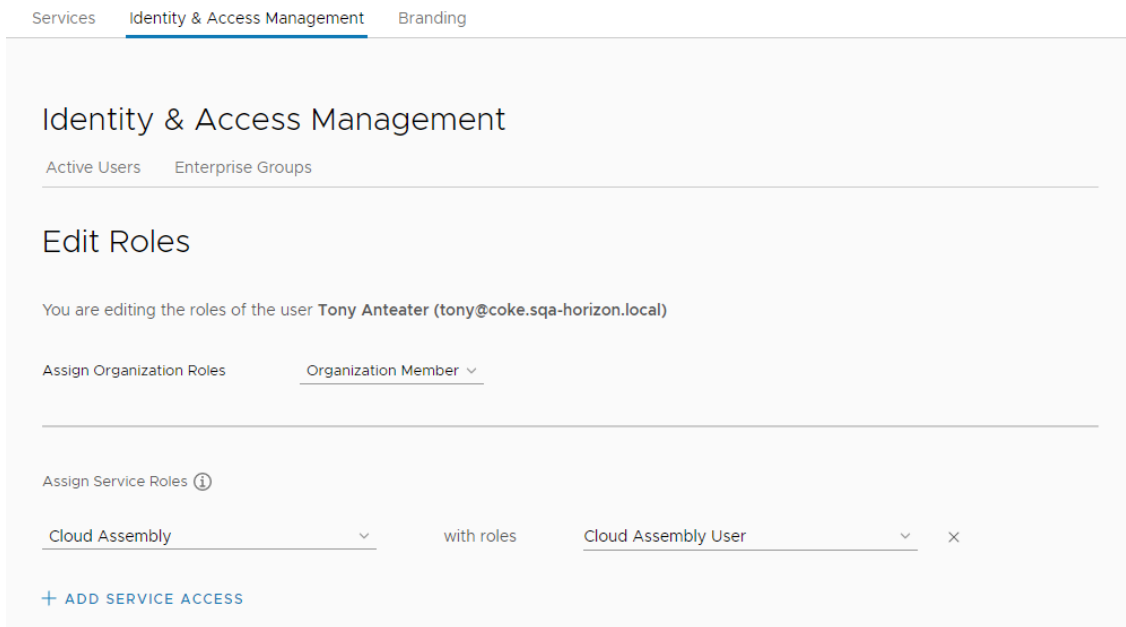 Services Identity & Access Management Branding
Identity & Access Management
Active Users Enterprise Groups
Edit Roles
You are editing the roles of the user Tony Anteater (tony@coke.sqa-horizon.local)
Assign Organization Roles Organization Member
Assign Service Roles
Cloud Assembly with roles Cloud Assembly User
+ ADD SERVICE ACCESS